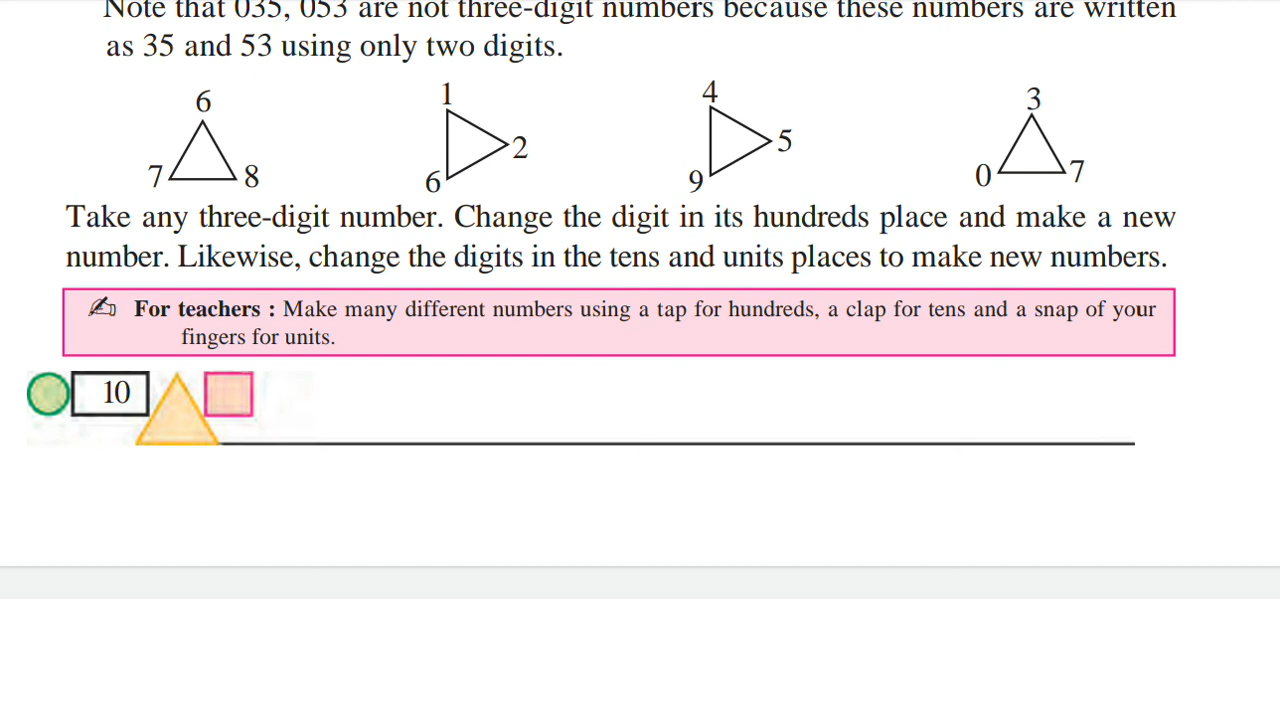 Note that 035, 053 are not three-digit numbers because these numbers are written
as 35 and 53 using only two digits.
6
7 8
1
2
6
4
5
9
3
0 7
Take any three-digit number. Change the digit in its hundreds place and make a new
number. Likewise, change the digits in the tens and units places to make new numbers.
✍ For teachers : Make many different numbers using a tap for hundreds, a clap for tens and a snap of your
fingers for units.
10